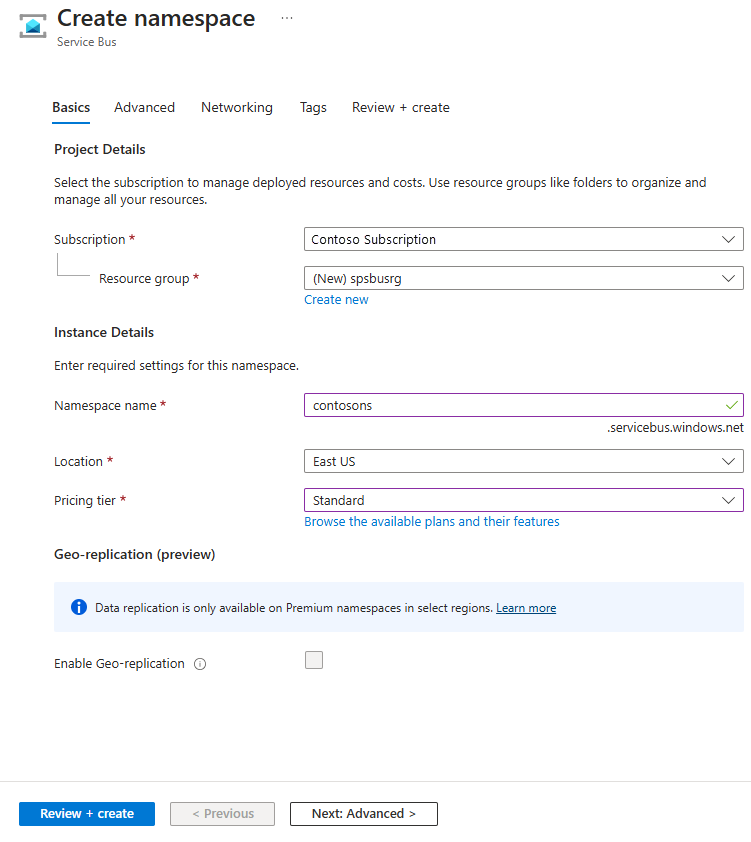 Create namespace ...
Service Bus
Basics Advanced Networking Tags Review + create
Project Details
Select the subscription to manage deployed resources and costs. Use resource groups like folders to organize and
manage all your resources.
Subscription * Contoso Subscription
Resource group * (New) spsbusrg
Create new
Instance Details
Enter required settings for this namespace.
Namespace name * contosons
.servicebus.windows.net
Location * East US
Pricing tier * Standard
Browse the available plans and their features
Geo-replication (preview)
Data replication is only available on Premium namespaces in select regions. Learn more
Enable Geo-replication
Review + create < Previous Next: Advanced >